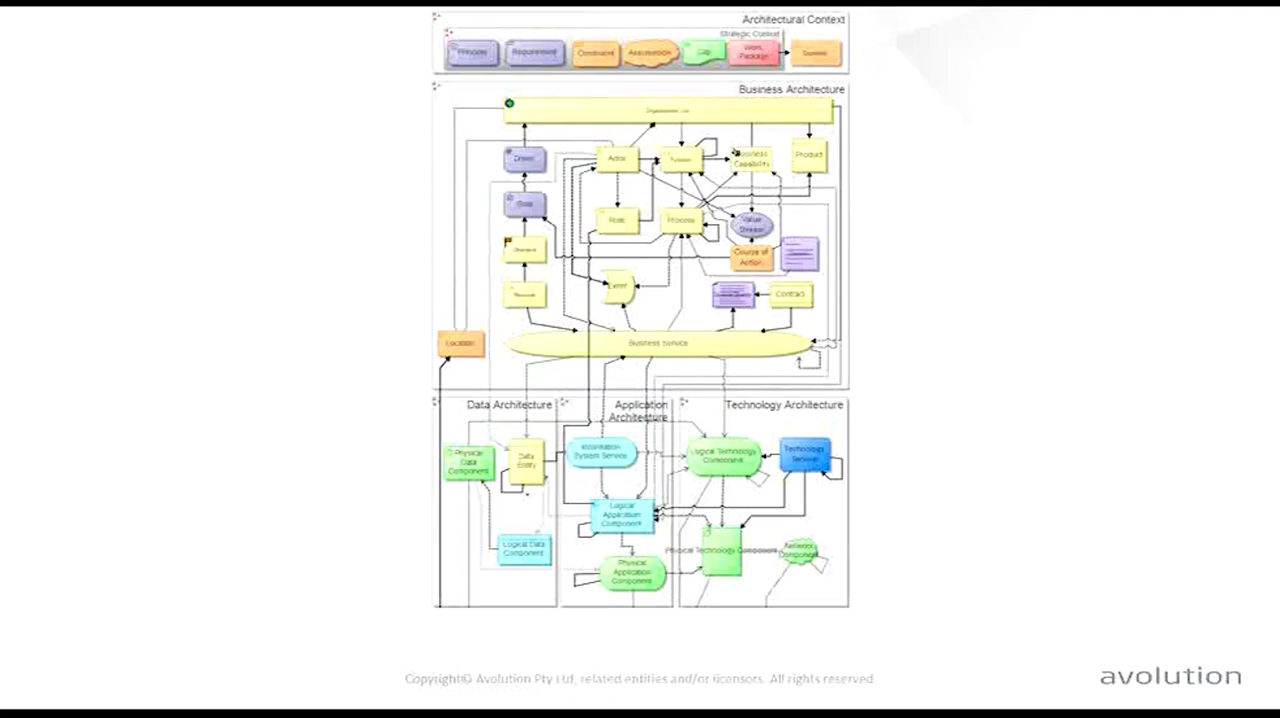 Architectural Context
Strategic Context
Principle
Requirement
Constraint
Assumption
Gap
Work
Package
Business Architecture
Driver
Actor
Function
Business
Capability
Product
Goal
Role
Process
Value
Stream
Course of
Action
Event
Contract
Location
Business Service
Data Architecture
Application
Architecture
Technology Architecture
Physical
Data
Component
Data
Entity
Information
System Service
Logical Technology
Component
Technology
Service
Logical
Application
Component
Logical Data
Component
Physical Technology Component
Network
Component
Physical
Application
Component
Copyright© Avolution Pty Ltd, related entities and/or licensors. All rights reserved
avolution